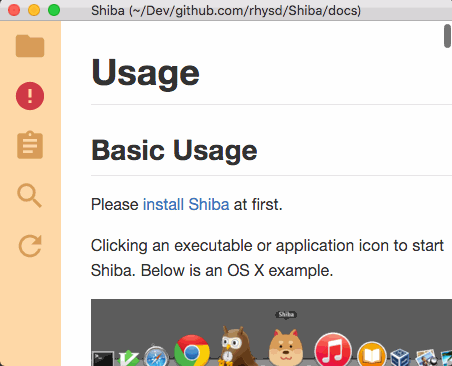 Shiba (~/Dev/github.com/rhysd/Shiba/docs)
Usage
Basic Usage
Please install Shiba at first.
Clicking an executable or application icon to start
Shiba. Below is an OS X example.
Shiba